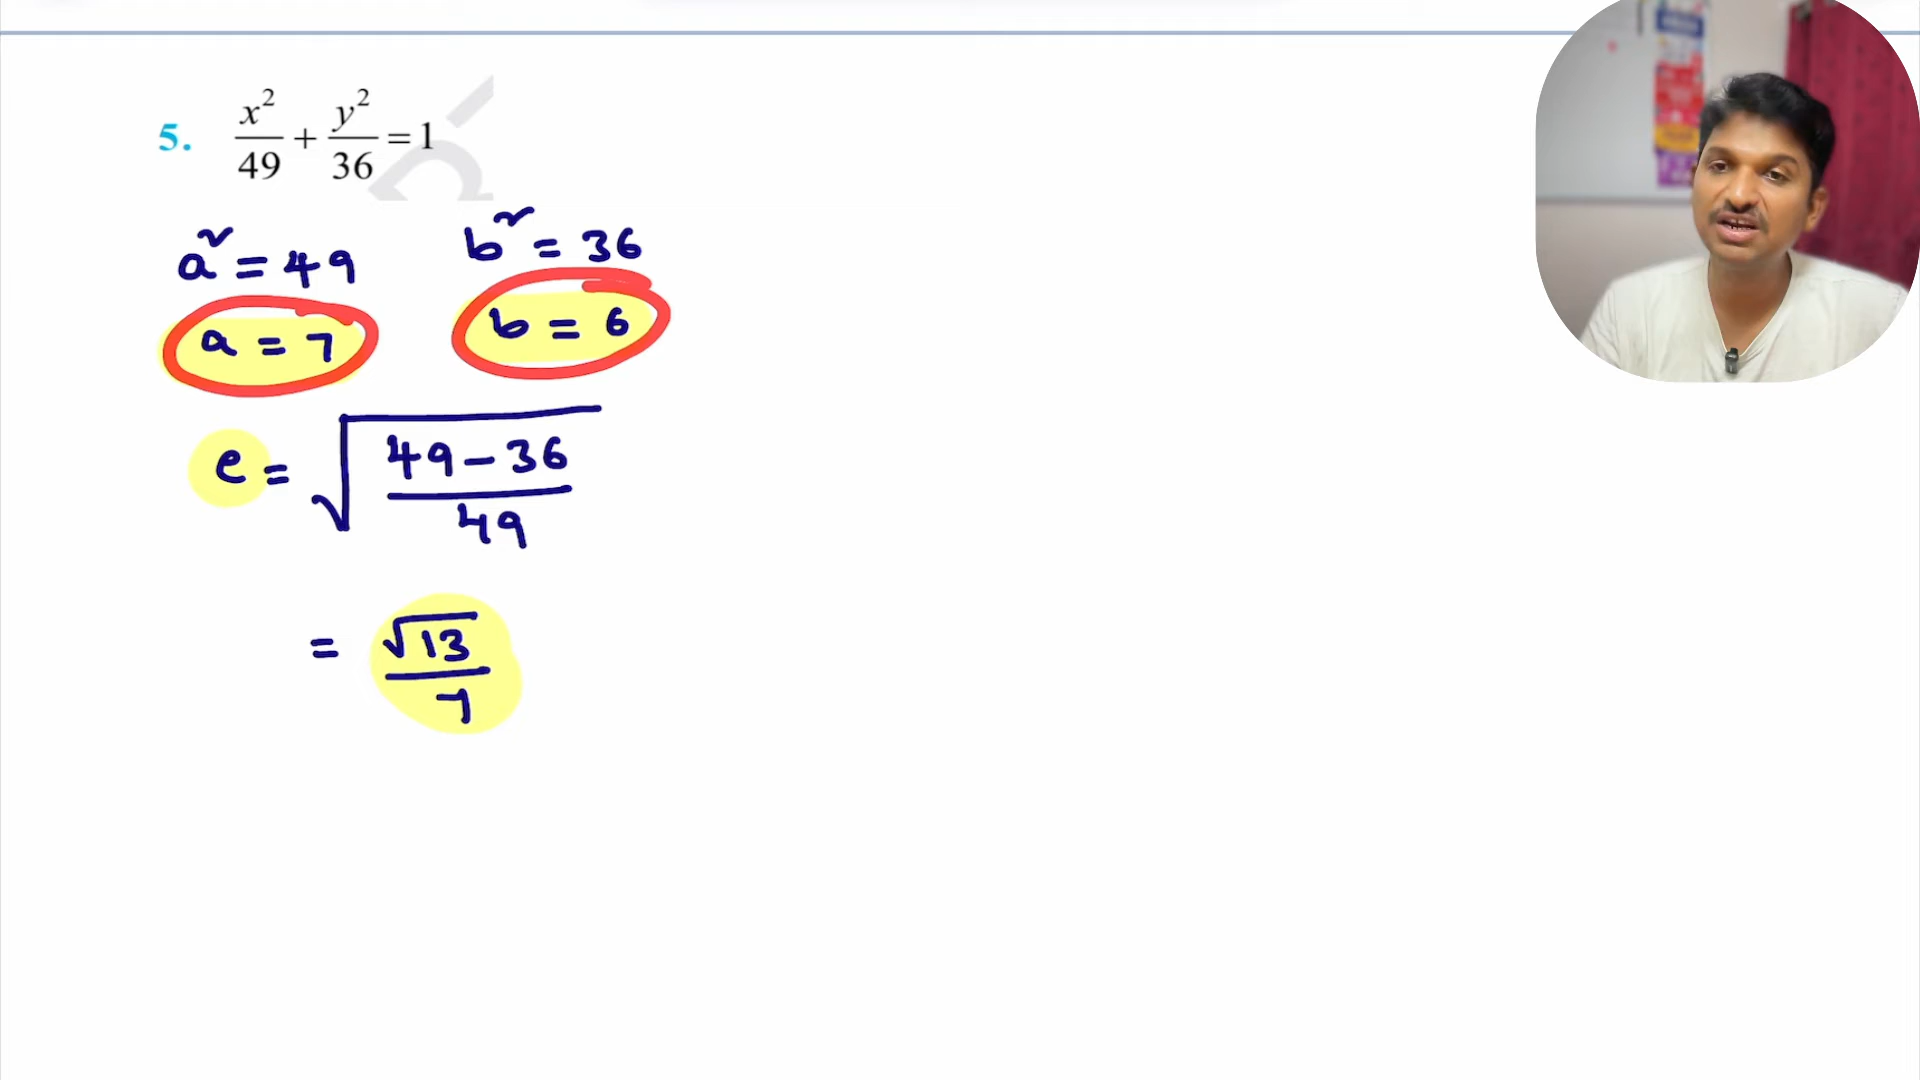 5. x²/49 + y²/36 = 1
a² = 49 b² = 36
a = 7 b = 6
e = √((49-36)/49)
= √13/7